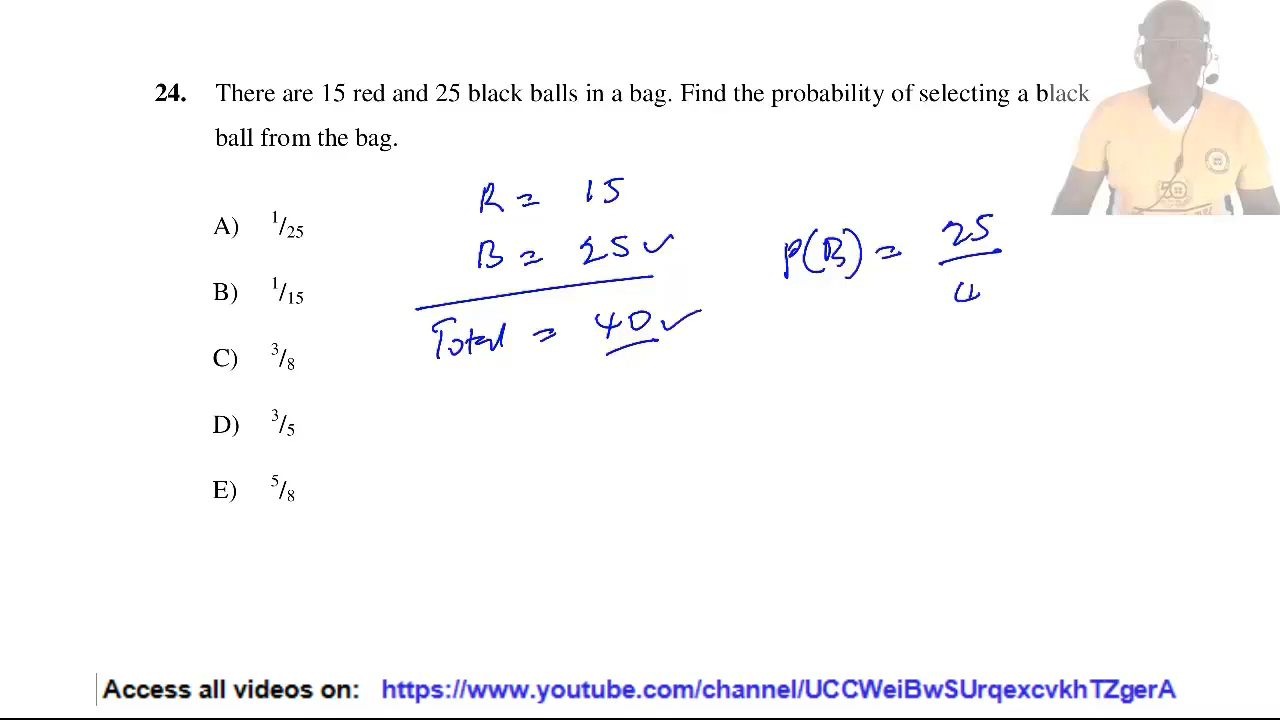 24. There are 15 red and 25 black balls in a bag. Find the probability of selecting a black
ball from the bag.
A) 1/25
B) 1/15
C) 3/8
D) 3/5
E) 5/8
R = 15
B = 25 ✓
Total = 40 ✓
P(B) = 25/4
50
Access all videos on: https://www.youtube.com/channel/UCCWeiBwSUrqexcvkhTZgerA